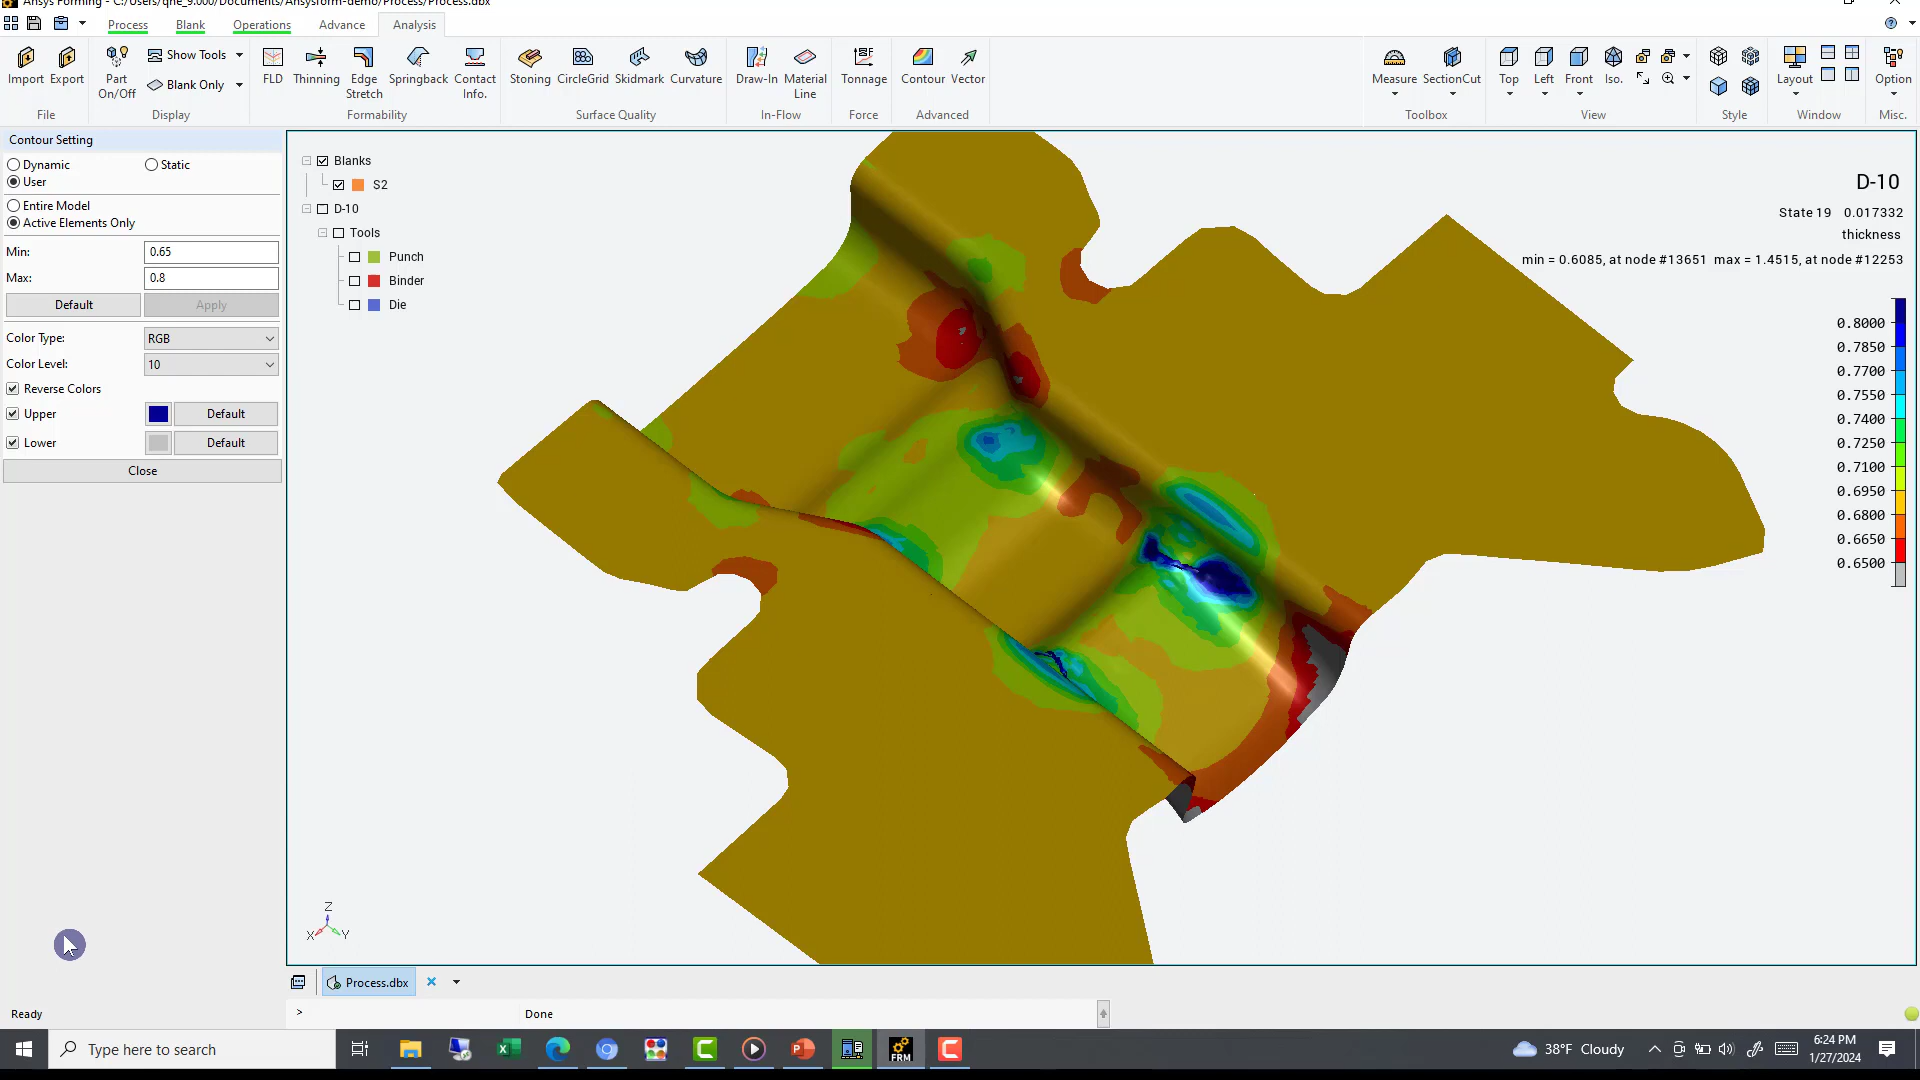 Ansys Forming - C:/Users/qhe_9.000/Documents/Ansysform-demo/Process/Process.dbx
Process Blank Operations Advance Analysis
Import Export
File
Part On/Off
Show Tools
Blank Only
Display
FLD Thinning Edge Stretch Springback Contact Info.
Formability
Stoning CircleGrid Skidmark Curvature
Surface Quality
Draw-In Material Line
In-Flow
Tonnage
Force
Contour Vector
Advanced
Measure SectionCut
Toolbox
Top Left Front Iso.
View
Style
Layout
Window
Option
Misc.
Contour Setting
Dynamic Static
User
Entire Model
Active Elements Only
Min: 0.65
Max: 0.8
Default Apply
Color Type: RGB
Color Level: 10
Reverse Colors
Upper Default
Lower Default
Close
Blanks
S2
D-10
Tools
Punch
Binder
Die
D-10
State 19 0.017332
thickness
min = 0.6085, at node #13651 max = 1.4515, at node #12253
0.8000
0.7850
0.7700
0.7550
0.7400
0.7250
0.7100
0.6950
0.6800
0.6650
0.6500
Z
X Y
Process.dbx
Ready
> Done
Type here to search
FRM
38°F Cloudy
6:24 PM
1/27/2024